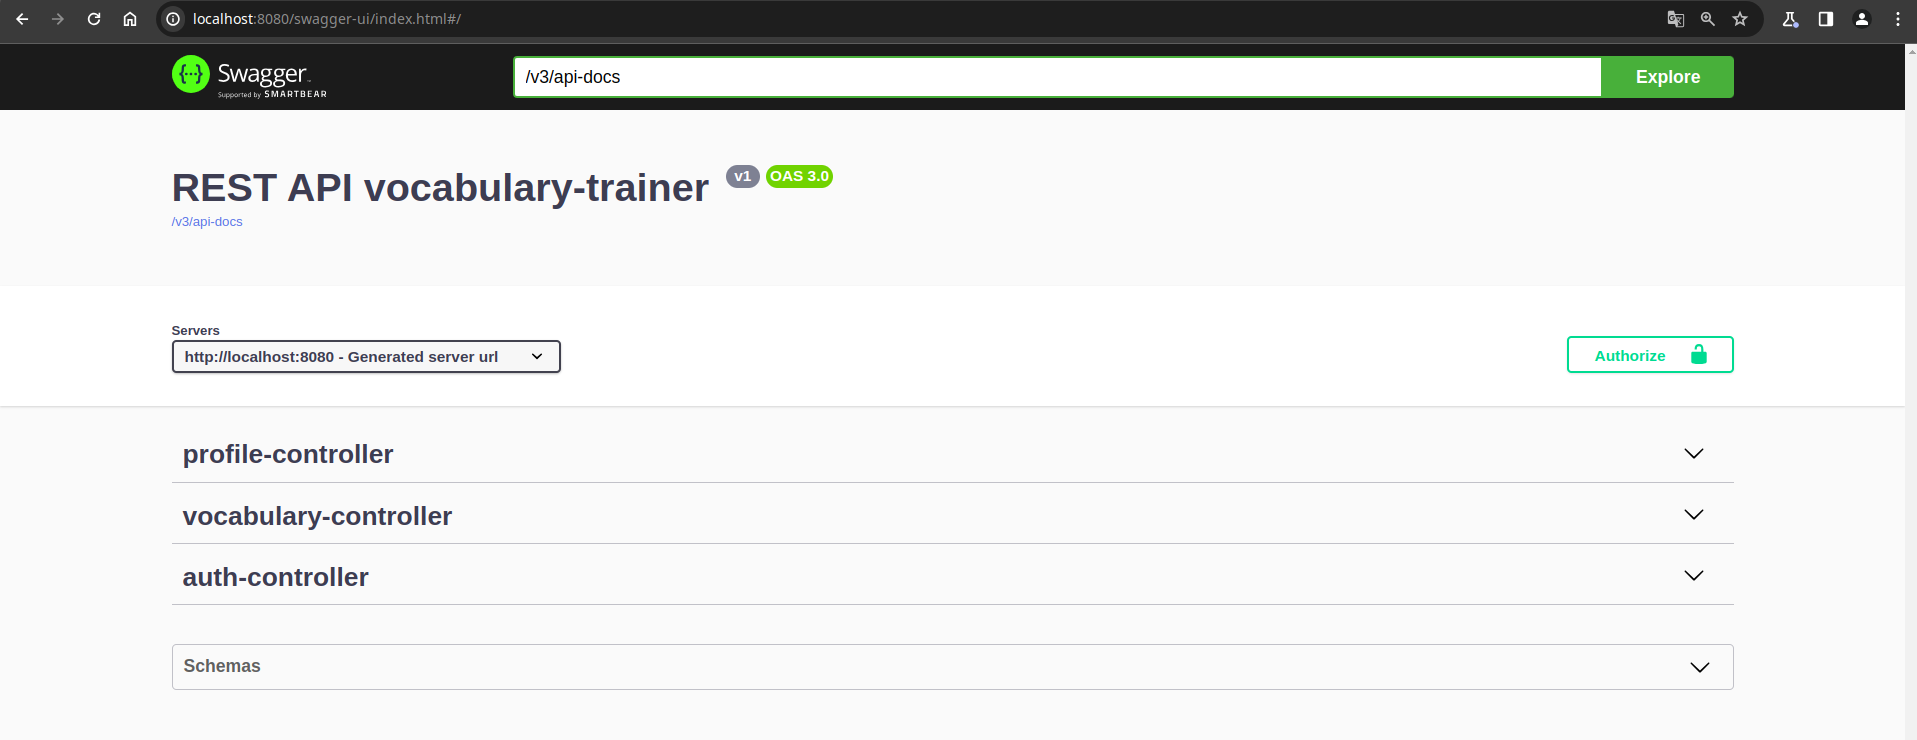 localhost:8080/swagger-ui/index.html#/
Swagger
Supported by SMARTBEAR
/v3/api-docs
Explore
REST API vocabulary-trainer v1 OAS 3.0
/v3/api-docs
Servers
http://localhost:8080 - Generated server url
Authorize
profile-controller
vocabulary-controller
auth-controller
Schemas